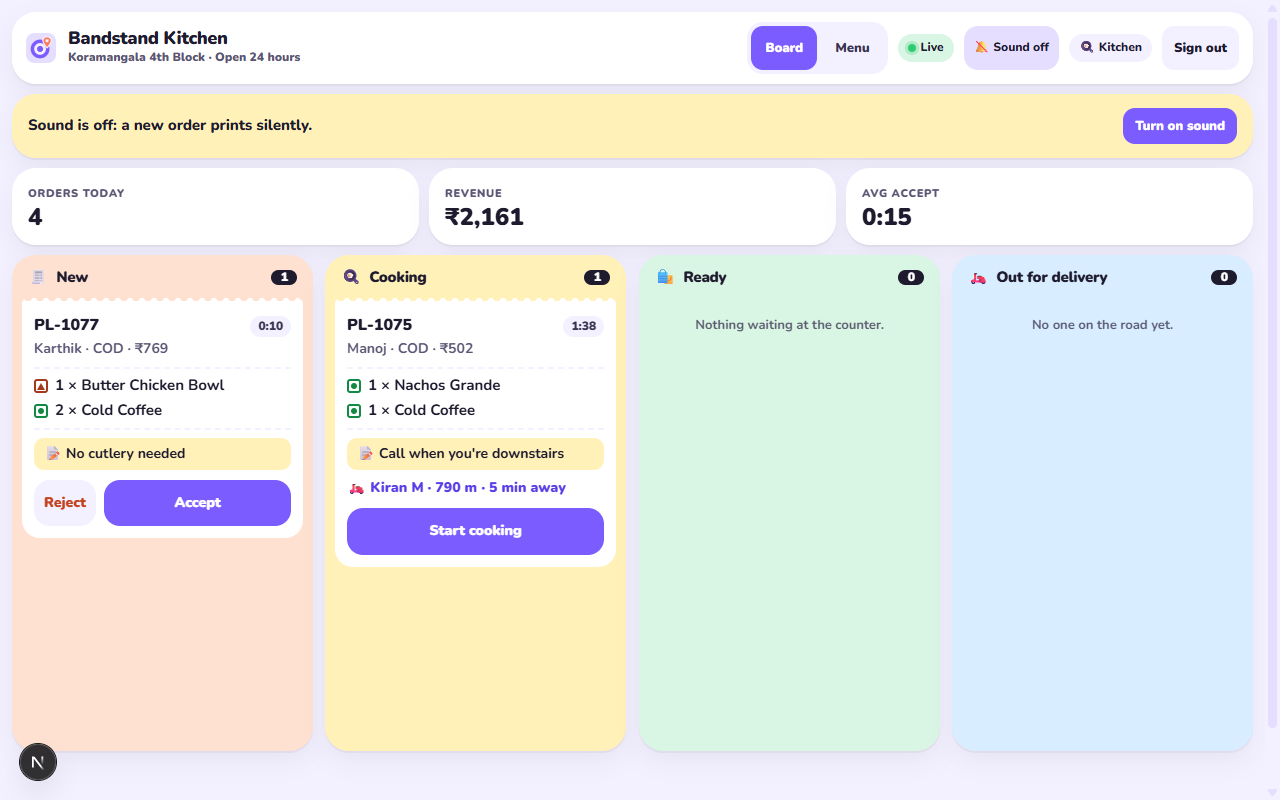 Bandstand Kitchen
Koramangala 4th Block · Open 24 hours
Board
Menu
Live
Sound off
Kitchen
Sign out
Sound is off: a new order prints silently.
Turn on sound
ORDERS TODAY
4
REVENUE
₹2,161
AVG ACCEPT
0:15
New
1
PL-1077
0:10
Karthik · COD · ₹769
1 × Butter Chicken Bowl
2 × Cold Coffee
No cutlery needed
Reject
Accept
Cooking
1
PL-1075
1:38
Manoj · COD · ₹502
1 × Nachos Grande
1 × Cold Coffee
Call when you're downstairs
Kiran M · 790 m · 5 min away
Start cooking
Ready
0
Nothing waiting at the counter.
Out for delivery
0
No one on the road yet.
N